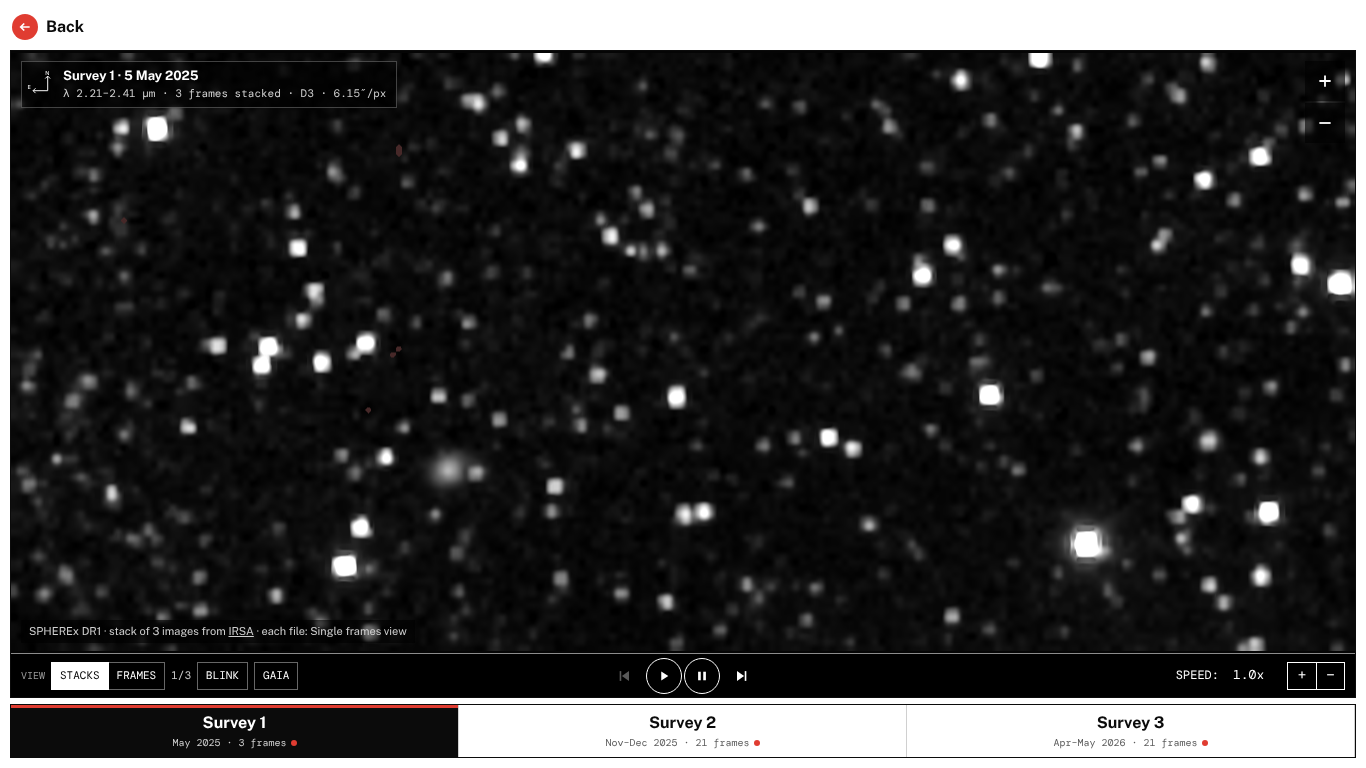 Back
N
E
Survey 1 · 5 May 2025
λ 2.21–2.41 µm · 3 frames stacked · D3 · 6.15″/px
+
−
SPHEREx DR1 · stack of 3 images from IRSA · each file: Single frames view
VIEW STACKS FRAMES 1/3 BLINK GAIA
SPEED: 1.0x + −
Survey 1
May 2025 · 3 frames
Survey 2
Nov–Dec 2025 · 21 frames
Survey 3
Apr–May 2026 · 21 frames